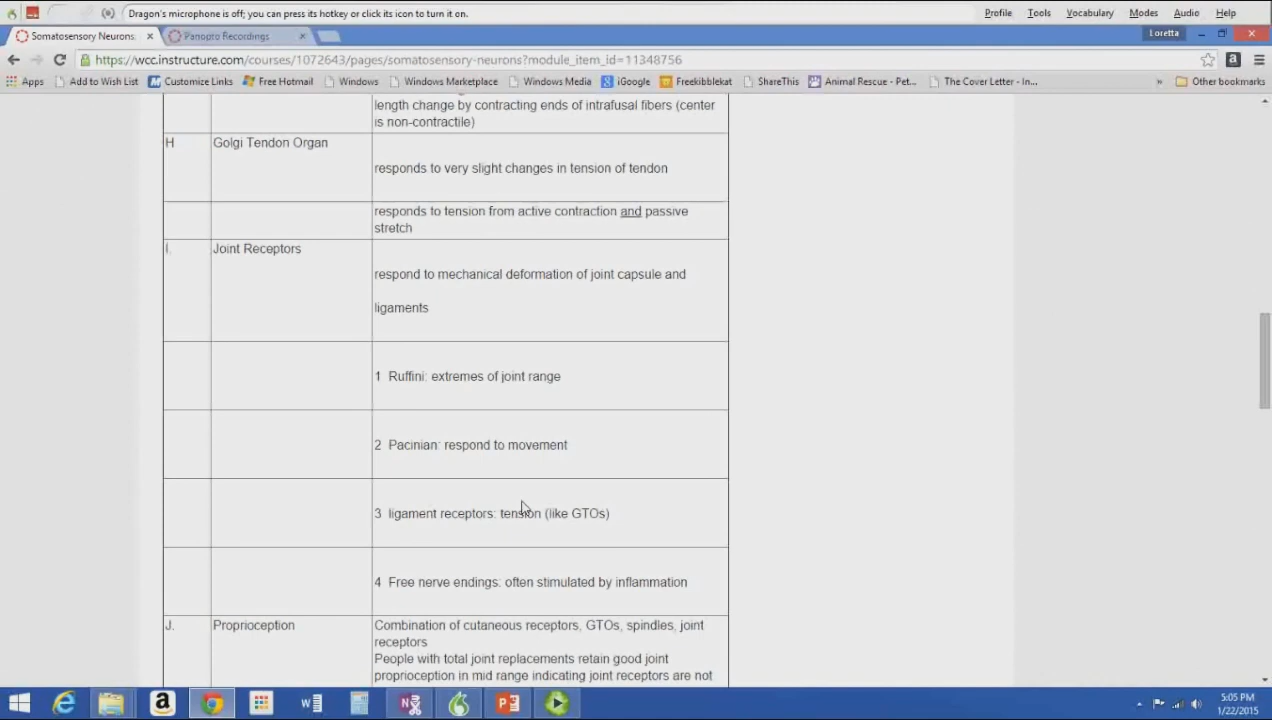 Dragon's microphone is off; you can press its hotkey or click its icon to turn it on.
Profile Tools Vocabulary Modes Audio Help
Somatosensory Neurons
Panopto Recordings
Loretta
https://wcc.instructure.com/courses/1072643/pages/somatosensory-neurons?module_item_id=11348756
Apps Add to Wish List Customize Links Free Hotmail Windows Windows Marketplace Windows Media iGoogle Freekibblekat ShareThis Animal Rescue - Pet... The Cover Letter - In... » Other bookmarks
length change by contracting ends of intrafusal fibers (center
is non-contractile)
H Golgi Tendon Organ
responds to very slight changes in tension of tendon
responds to tension from active contraction and passive
stretch
I. Joint Receptors
respond to mechanical deformation of joint capsule and
ligaments
1 Ruffini: extremes of joint range
2 Pacinian: respond to movement
3 ligament receptors: tension (like GTOs)
4 Free nerve endings: often stimulated by inflammation
J. Proprioception
Combination of cutaneous receptors, GTOs, spindles, joint
receptors
People with total joint replacements retain good joint
proprioception in mid range indicating joint receptors are not
5:05 PM
1/22/2015